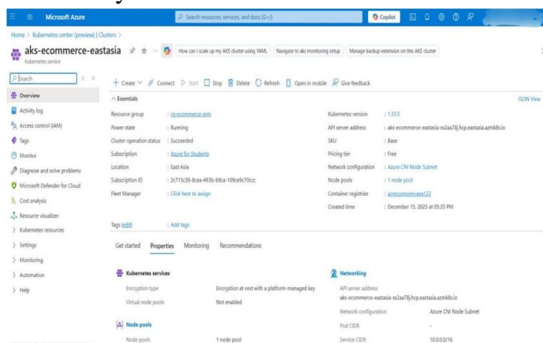 Microsoft Azure
Search resources, services, and docs (G+/)
Copilot
Home > Kubernetes center (preview) | Clusters >
aks-ecommerce-eastasia
How can I scale up my AKS cluster using YAML
Navigate to aks monitoring setup
Manage backup extension on this AKS cluster
Kubernetes service
Search
Create
Connect
Start
Stop
Delete
Refresh
Open in mobile
Give feedback
Overview
Activity log
Access control (IAM)
Tags
Monitor
Diagnose and solve problems
Microsoft Defender for Cloud
Cost analysis
Resource visualizer
Kubernetes resources
Settings
Monitoring
Automation
Help
Essentials
JSON View
Resource group :
Power state : Running
Cluster operation status : Succeeded
Subscription : Azure for Students
Location : East Asia
Subscription ID :
Fleet Manager : Click here to assign
Kubernetes version :
API server address :
SKU : Base
Pricing tier : Free
Network configuration : Azure CNI Node Subnet
Node pools : 1 node pool
Container registries :
Created time : December 15, 2025 at 05:35 PM
Tags (edit) : Add tags
Get started
Properties
Monitoring
Recommendations
Kubernetes services
Encryption type Encryption at-rest with a platform-managed key
Virtual node pools Not enabled
Node pools
Node pools 1 node pool
Networking
API server address
Network configuration Azure CNI Node Subnet
Pod CIDR -
Service CIDR 10.0.0.0/16